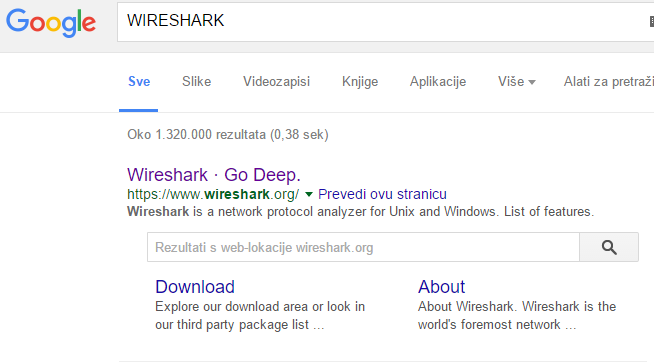 Google
WIRESHARK
Sve Slike Videozapisi Knjige Aplikacije Više Alati za pretraži
Oko 1.320.000 rezultata (0,38 sek)
Wireshark · Go Deep.
https://www.wireshark.org/ Prevedi ovu stranicu
Wireshark is a network protocol analyzer for Unix and Windows. List of features.
Rezultati s web-lokacije wireshark.org
Download
Explore our download area or look in
our third party package list ...
About
About Wireshark. Wireshark is the
world's foremost network ...